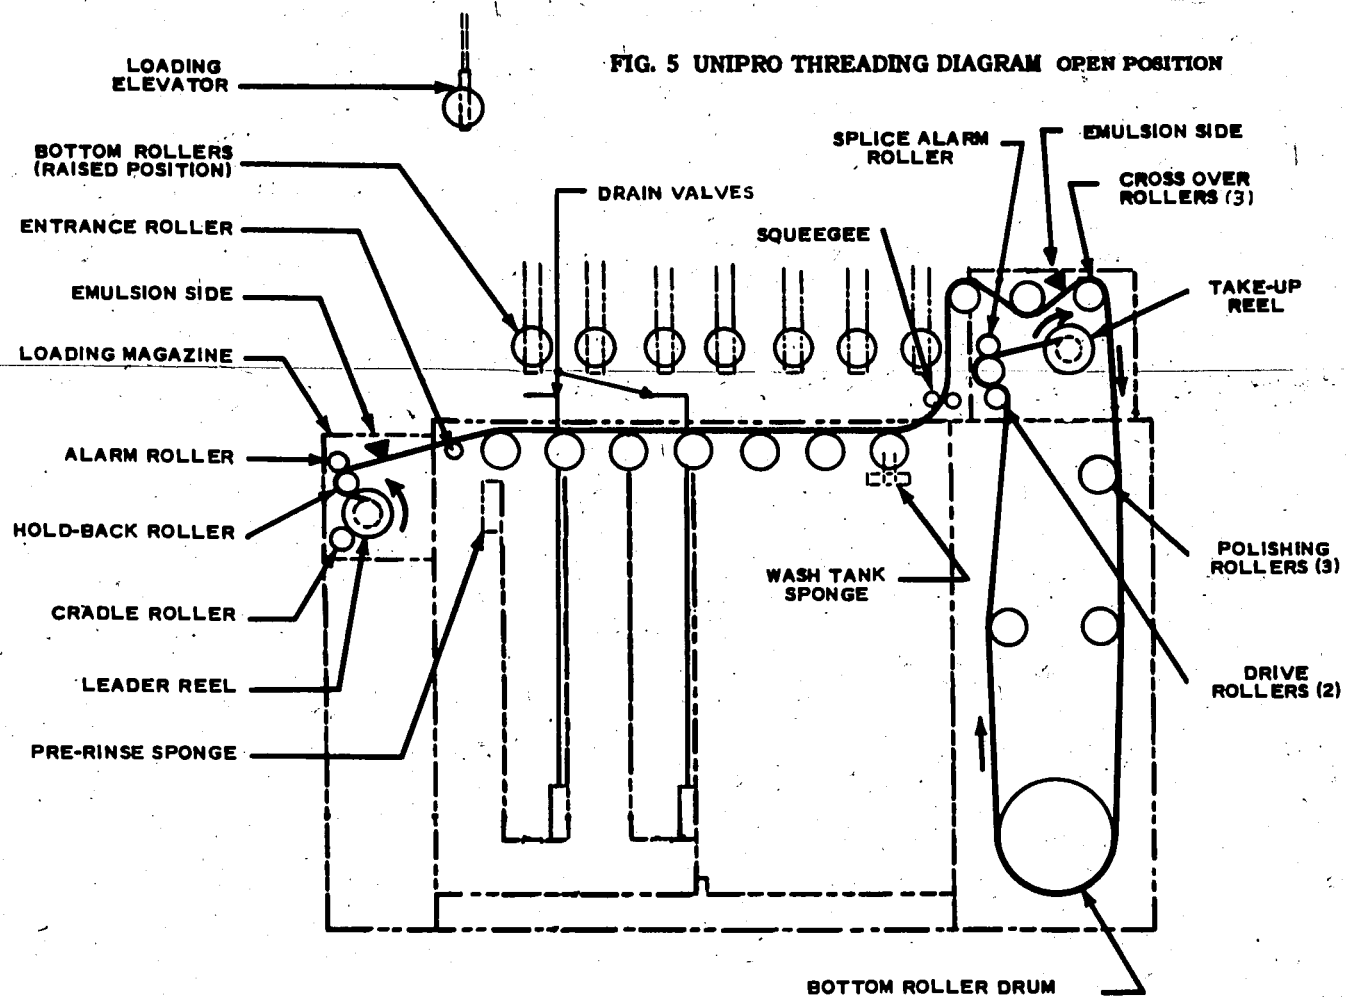 FIG. 5 UNIPRO THREADING DIAGRAM OPEN POSITION
LOADING
ELEVATOR
BOTTOM ROLLERS
(RAISED POSITION)
ENTRANCE ROLLER
EMULSION SIDE
LOADING MAGAZINE
ALARM ROLLER
HOLD-BACK ROLLER
CRADLE ROLLER
LEADER REEL
PRE-RINSE SPONGE
DRAIN VALVES
SQUEEGEE
SPLICE ALARM
ROLLER
EMULSION SIDE
CROSS OVER
ROLLERS (3)
TAKE-UP
REEL
WASH TANK
SPONGE
POLISHING
ROLLERS (3)
DRIVE
ROLLERS (2)
BOTTOM ROLLER DRUM